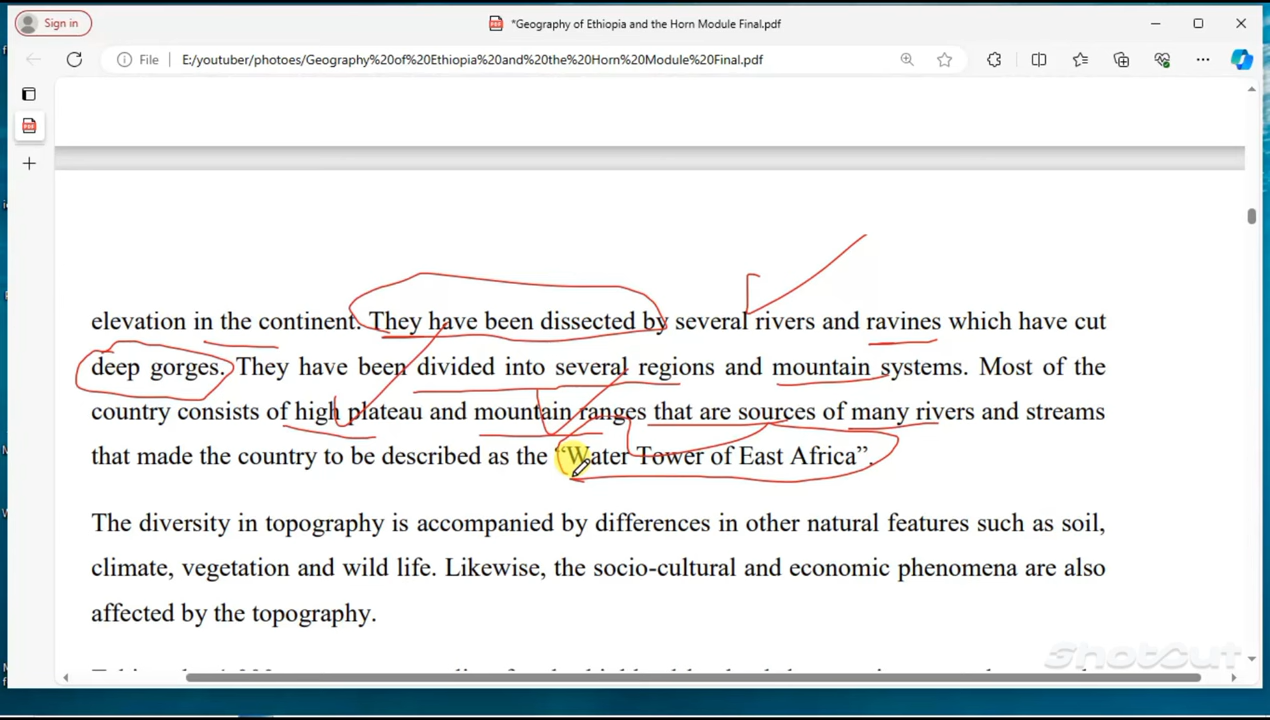 Sign in
*Geography of Ethiopia and the Horn Module Final.pdf
File E:/youtuber/photoes/Geography%20of%20Ethiopia%20and%20the%20Horn%20Module%20Final.pdf
elevation in the continent. They have been dissected by several rivers and ravines which have cut
deep gorges. They have been divided into several regions and mountain systems. Most of the
country consists of high plateau and mountain ranges that are sources of many rivers and streams
that made the country to be described as the “Water Tower of East Africa”.
The diversity in topography is accompanied by differences in other natural features such as soil,
climate, vegetation and wild life. Likewise, the socio-cultural and economic phenomena are also
affected by the topography.
Shotcut